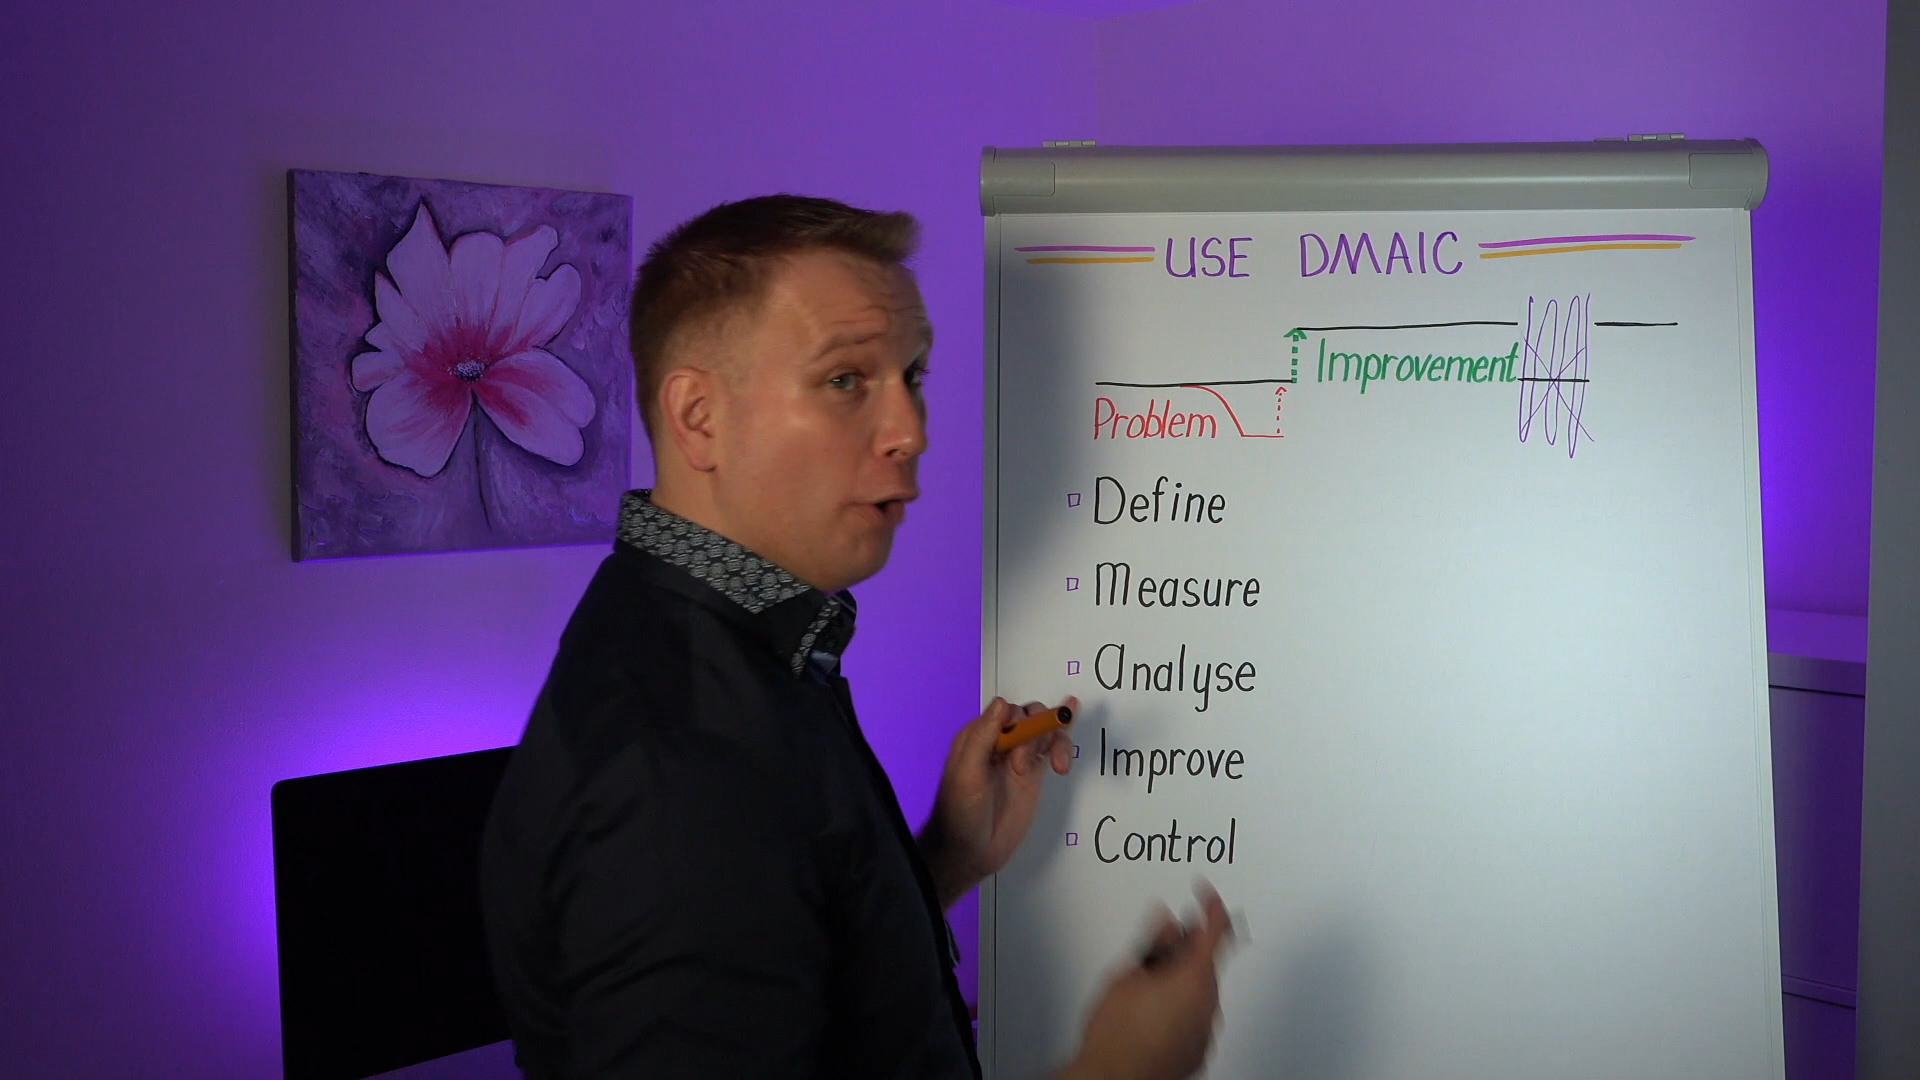 USE DMAIC
Improvement
Problem
Define
Measure
Analyse
Improve
Control